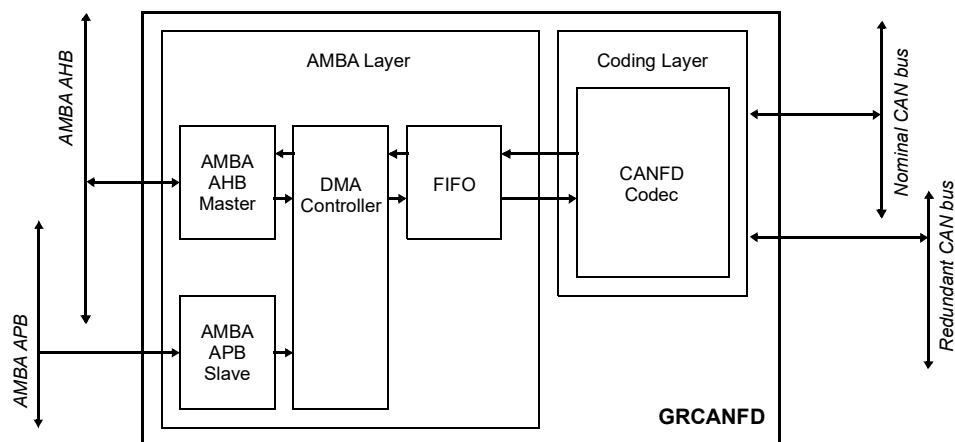 AMBA AHB
AMBA APB
AMBA Layer
AMBA
AHB
Master
DMA
Controller
FIFO
AMBA
APB
Slave
Coding Layer
CANFD
Codec
GRCANFD
Nominal CAN bus
Redundant CAN bus